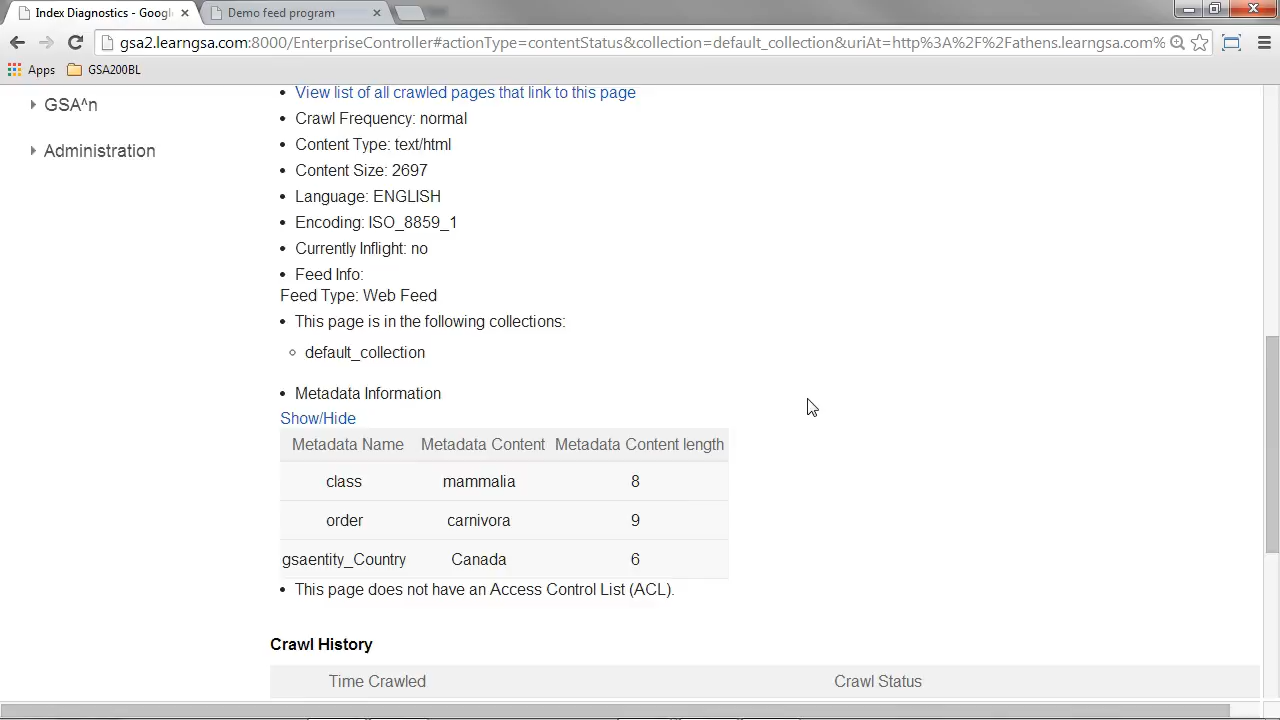 Index Diagnostics - Googl
Demo feed program
gsa2.learngsa.com:8000/EnterpriseController#actionType=contentStatus&collection=default_collection&uriAt=http%3A%2F%2Fathens.learngsa.com%
Apps GSA200BL
GSA^n
Administration
View list of all crawled pages that link to this page
Crawl Frequency: normal
Content Type: text/html
Content Size: 2697
Language: ENGLISH
Encoding: ISO_8859_1
Currently Inflight: no
Feed Info:
Feed Type: Web Feed
This page is in the following collections:
default_collection
Metadata Information
Show/Hide
Metadata Name Metadata Content Metadata Content length
class mammalia 8
order carnivora 9
gsaentity_Country Canada 6
This page does not have an Access Control List (ACL).
Crawl History
Time Crawled Crawl Status